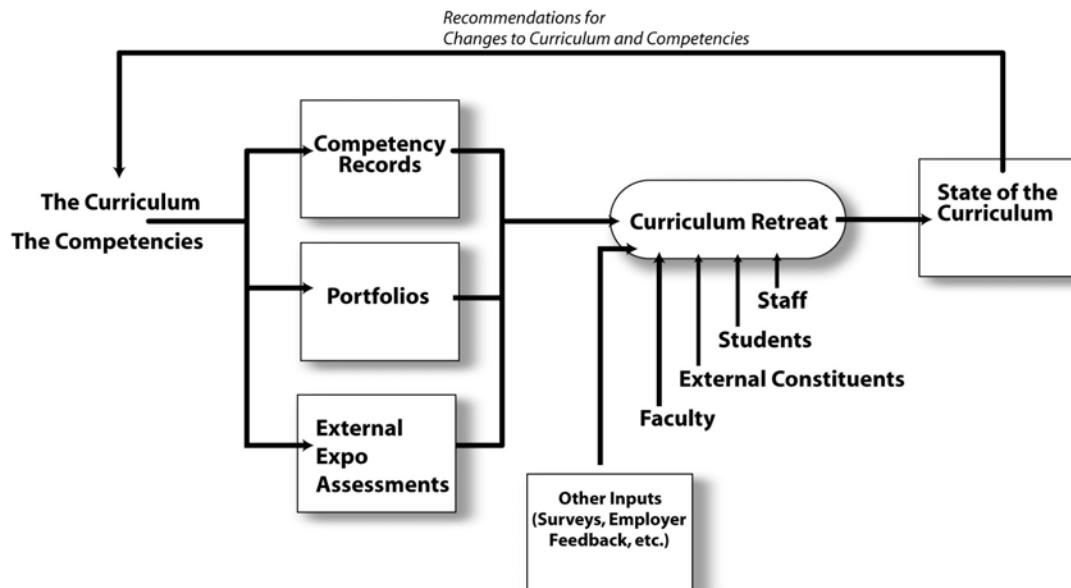 Recommendations for
Changes to Curriculum and Competencies
Competency
Records
The Curriculum
The Competencies
Portfolios
External
Expo
Assessments
Curriculum Retreat
State of the
Curriculum
Staff
Students
External Constituents
Faculty
Other Inputs
(Surveys, Employer
Feedback, etc.)